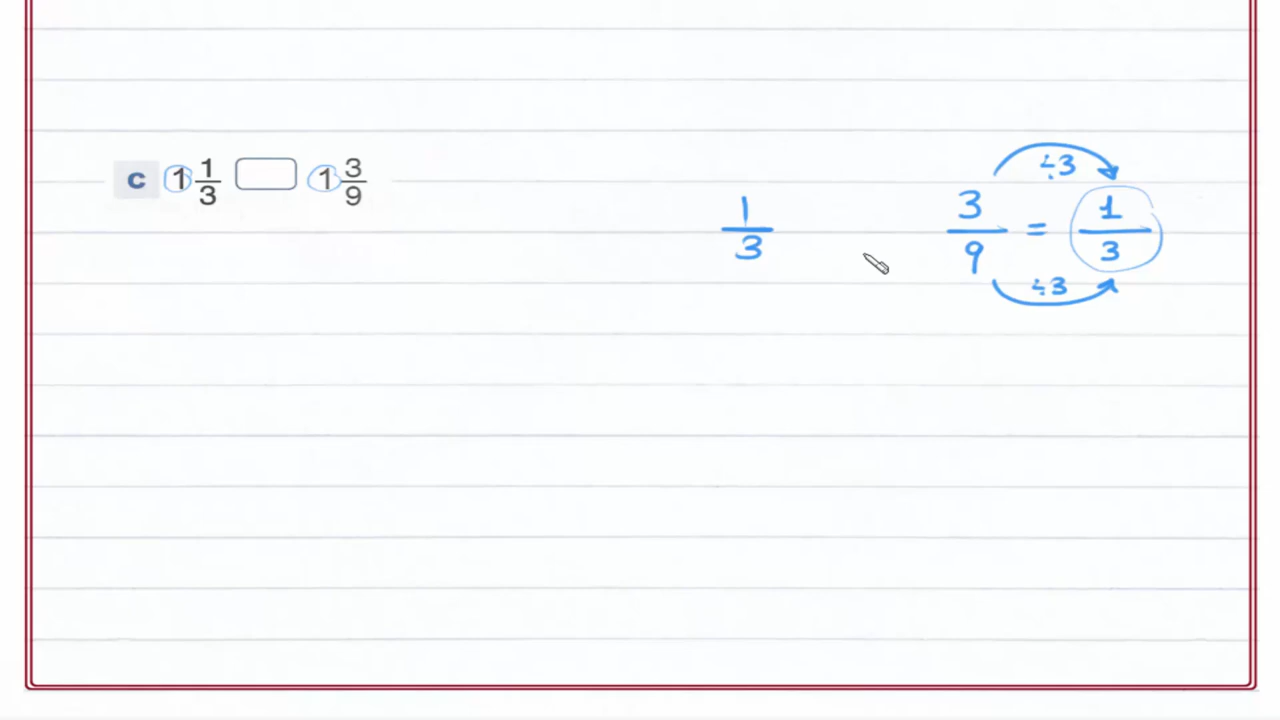 c 1 1/3 1 3/9
÷3
1/3 3/9 = 1/3
÷3